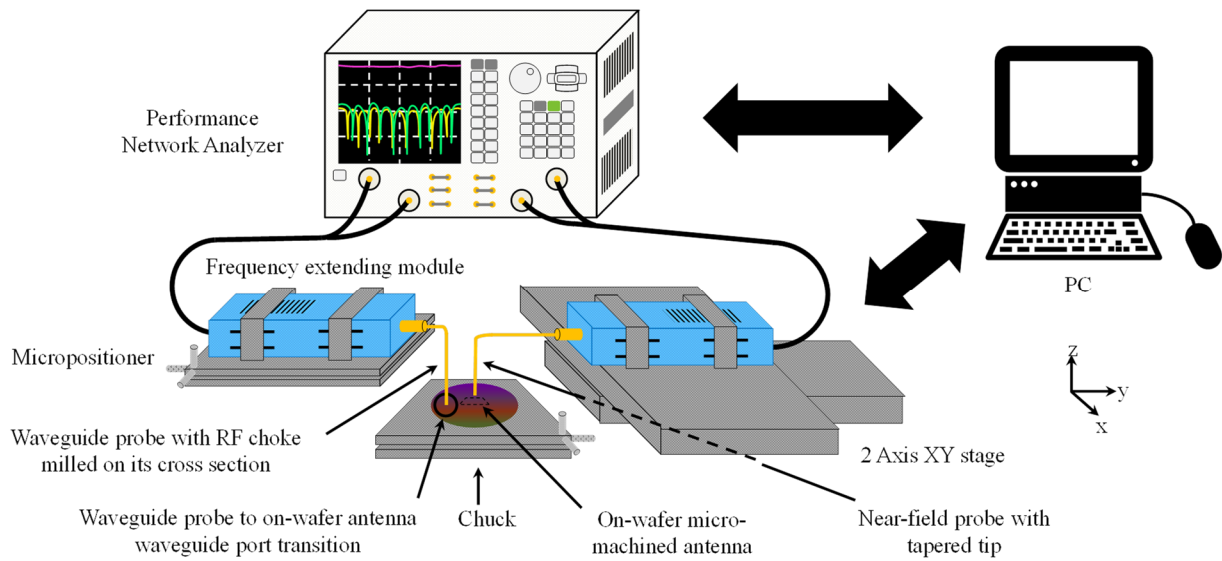 Performance
Network Analyzer
Frequency extending module
PC
Micropositioner
z
y
x
Waveguide probe with RF choke
milled on its cross section
2 Axis XY stage
Waveguide probe to on-wafer antenna
waveguide port transition
Chuck
On-wafer micro-
machined antenna
Near-field probe with
tapered tip